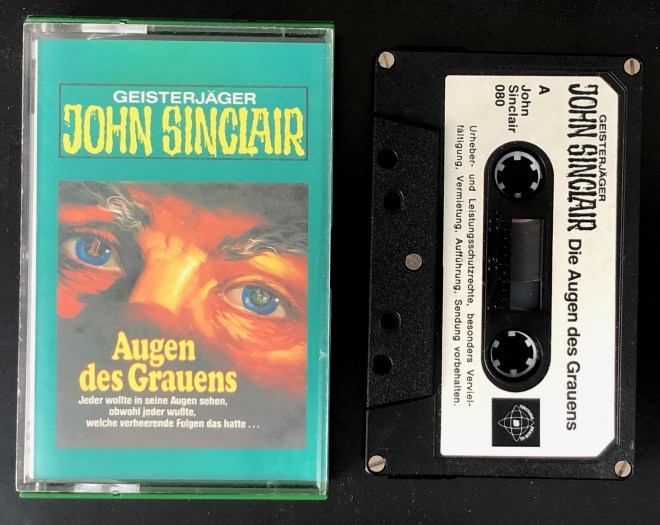 GEISTERJÄGER
JOHN SINCLAIR
Augen
des Grauens
Jeder wollte in seine Augen sehen,
obwohl jeder wußte,
welche verheerende Folgen das hatte . . .
GEISTERJÄGER
JOHN SINCLAIR Die Augen des Grauens
A
John
Sinclair
080
Urheber- und Leistungsschutzrechte, besonders Verviel-
fältigung, Vermietung, Aufführung, Sendung vorbehalten.